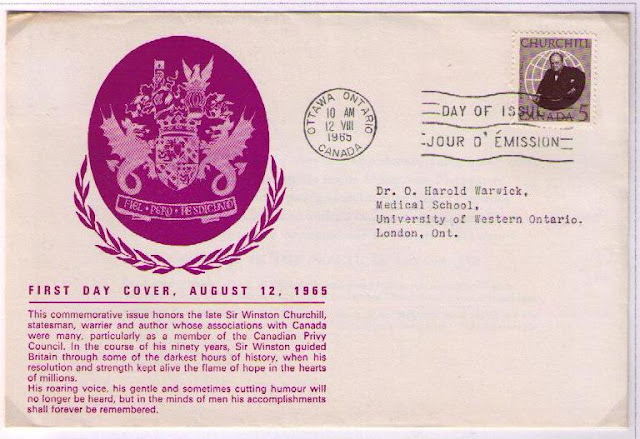 FIEL · PERO · DESDICHADO
FIRST DAY COVER, AUGUST 12, 1965
This commemorative issue honors the late Sir Winston Churchill,
statesman, warrier and author whose associations with Canada
were many, particularly as a member of the Canadian Privy
Council. In the course of his ninety years, Sir Winston guided
Britain through some of the darkest hours of history, when his
resolution and strength kept alive the flame of hope in the hearts
of millions.
His roaring voice, his gentle and sometimes cutting humour will
no longer be heard, but in the minds of men his accomplishments
shall forever be remembered.
OTTAWA ONTARIO
10 AM
12 VIII
1965
CANADA
DAY OF ISSUE
JOUR D'ÉMISSION
CHURCHILL
CANADA 5
Dr. O. Harold Warwick,
Medical School,
University of Western Ontario.
London, Ont.